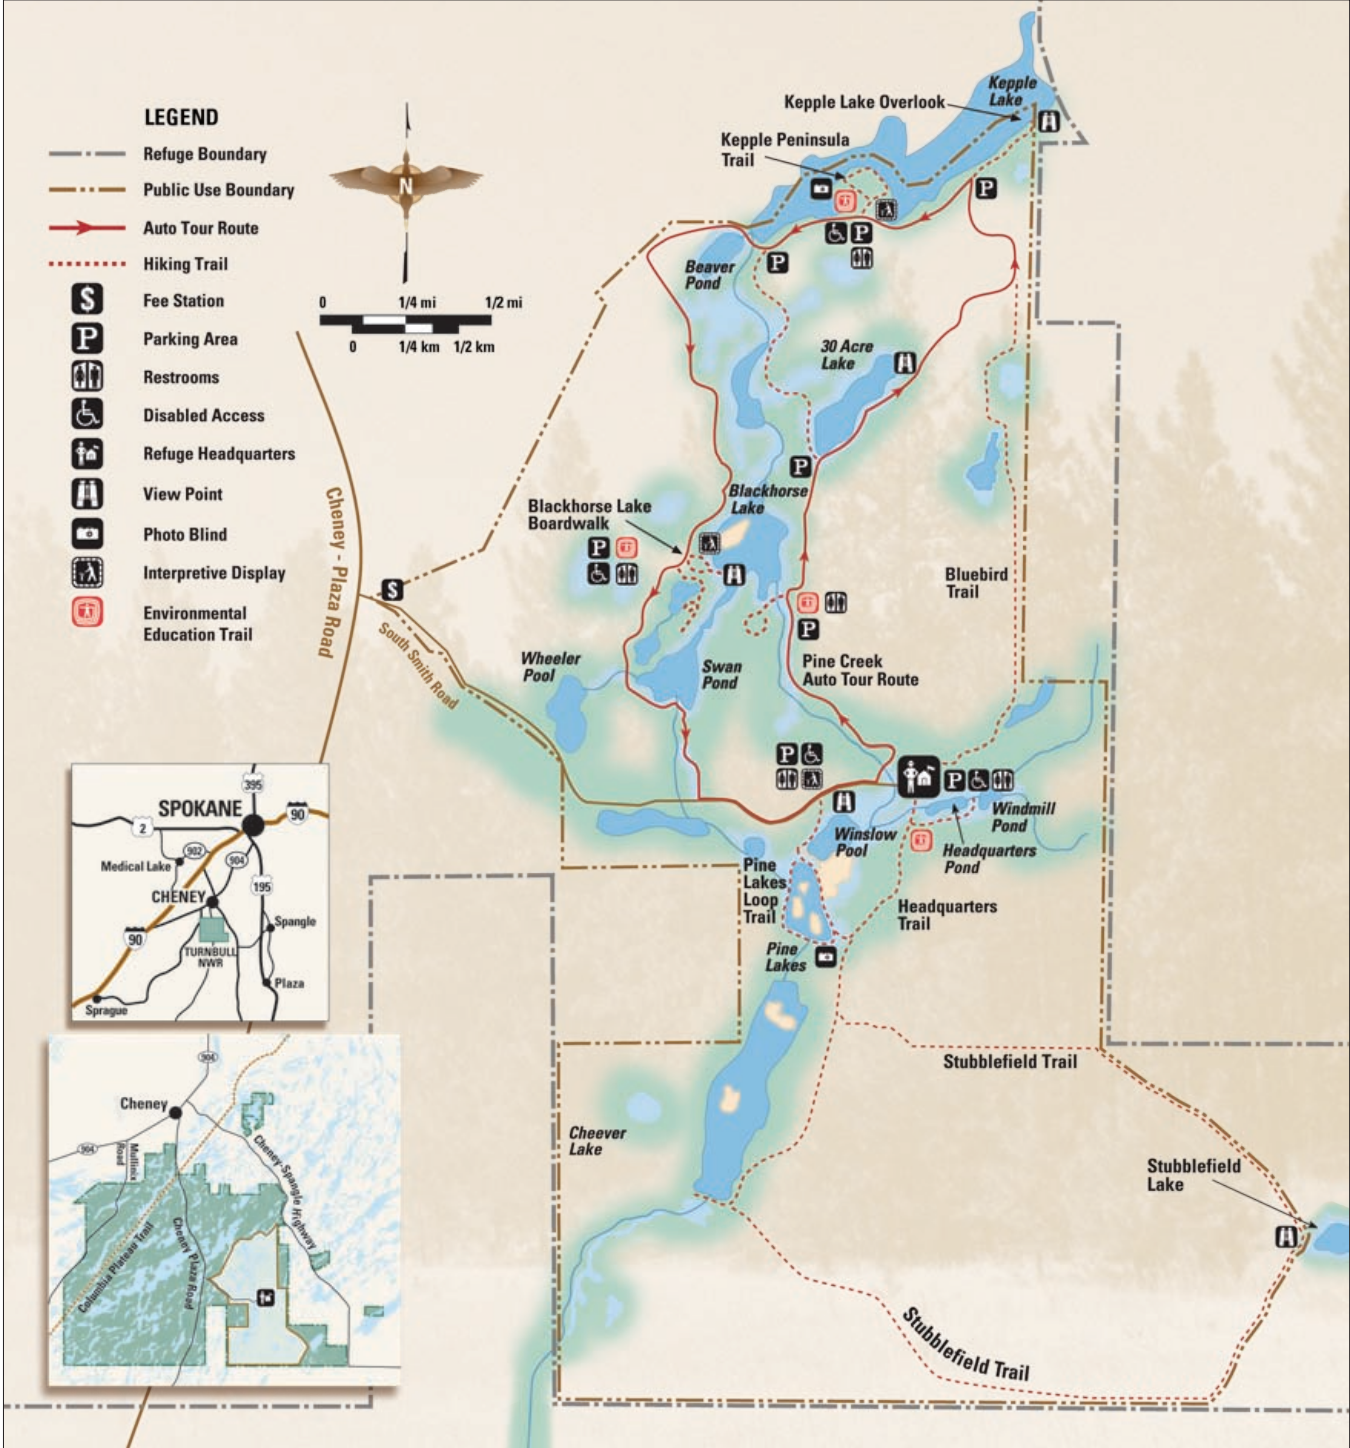 LEGEND
Refuge Boundary
Public Use Boundary
Auto Tour Route
Hiking Trail
$
Fee Station
P
Parking Area
Restrooms
Disabled Access
Refuge Headquarters
View Point
Photo Blind
Interpretive Display
Environmental
Education Trail
N
0 1/4 mi 1/2 mi
0 1/4 km 1/2 km
Kepple
Lake
Kepple Lake Overlook
Kepple Peninsula
Trail
P
P
P
Beaver
Pond
30 Acre
Lake
P
Blackhorse
Lake
Blackhorse Lake
Boardwalk
P
Bluebird
Trail
$
Cheney - Plaza Road
South Smith Road
Wheeler
Pool
Swan
Pond
P
Pine Creek
Auto Tour Route
P
P
Windmill
Pond
Winslow
Pool
Headquarters
Pond
Pine
Lakes
Loop
Trail
Headquarters
Trail
Pine
Lakes
Stubblefield Trail
Cheever
Lake
Stubblefield
Lake
Stubblefield Trail
395
SPOKANE
90
2
902
904
Medical Lake
195
CHENEY
Spangle
90
TURNBULL
NWR
Plaza
Sprague
904
Cheney
904
Mullinix
Road
Cheney-Spangle Highway
Columbia Plateau Trail
Cheney Plaza Road